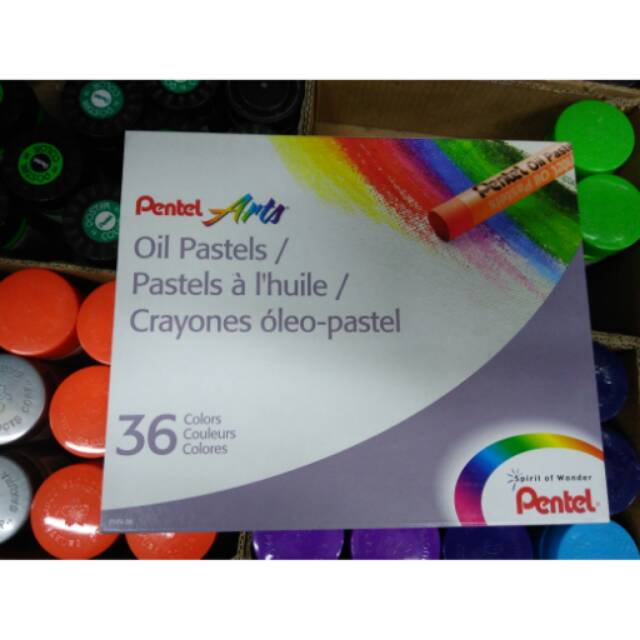 Pentel Arts
Oil Pastels /
Pastels à l'huile /
Crayones óleo-pastel
36 Colors
Couleurs
Colores
Pentel Oil Paste
Spirit of Wonder
Pentel